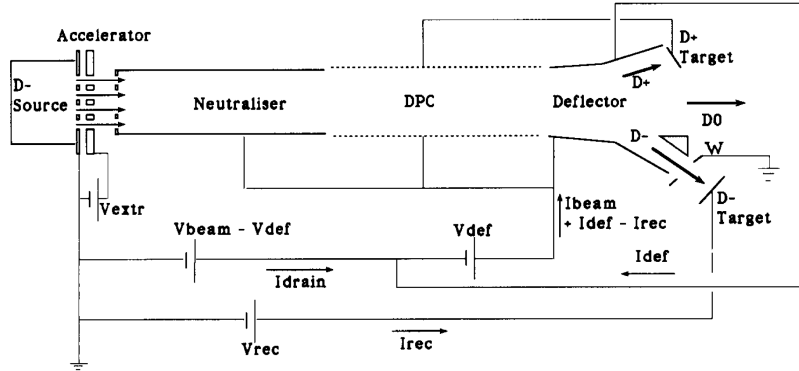 Accelerator
D-
Source
Neutraliser
DPC
Deflector
D+
Target
D+
D0
D-
W
D-
Target
Vextr
Vbeam - Vdef
Vdef
Ibeam
+ Idef - Irec
Idrain
Idef
Vrec
Irec